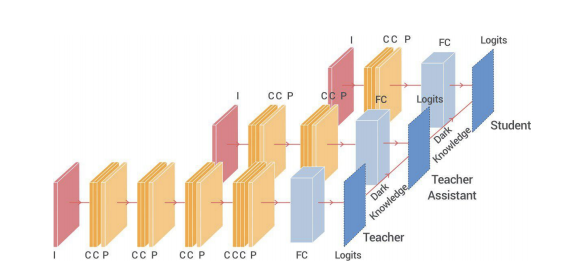 I C C P FC Logits
I C C P C C P FC Logits
Dark
Knowledge
Student
Dark
Knowledge
Teacher
Assistant
Teacher
I C C P C C P C C P C C C P FC Logits